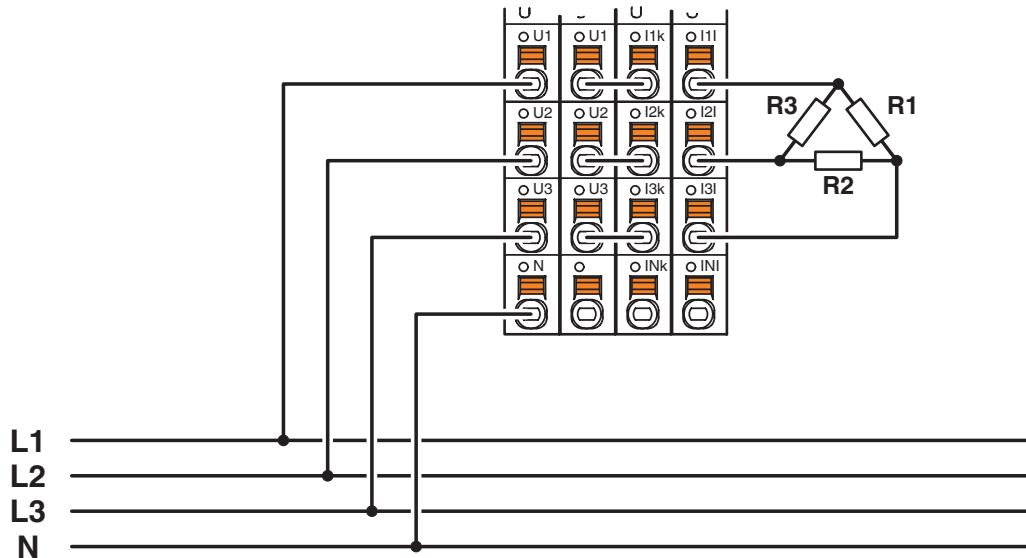 U1 U1 I1k I1l
R3 R1
U2 U2 I2k I2l
R2
U3 U3 I3k I3l
N INk INl
L1
L2
L3
N